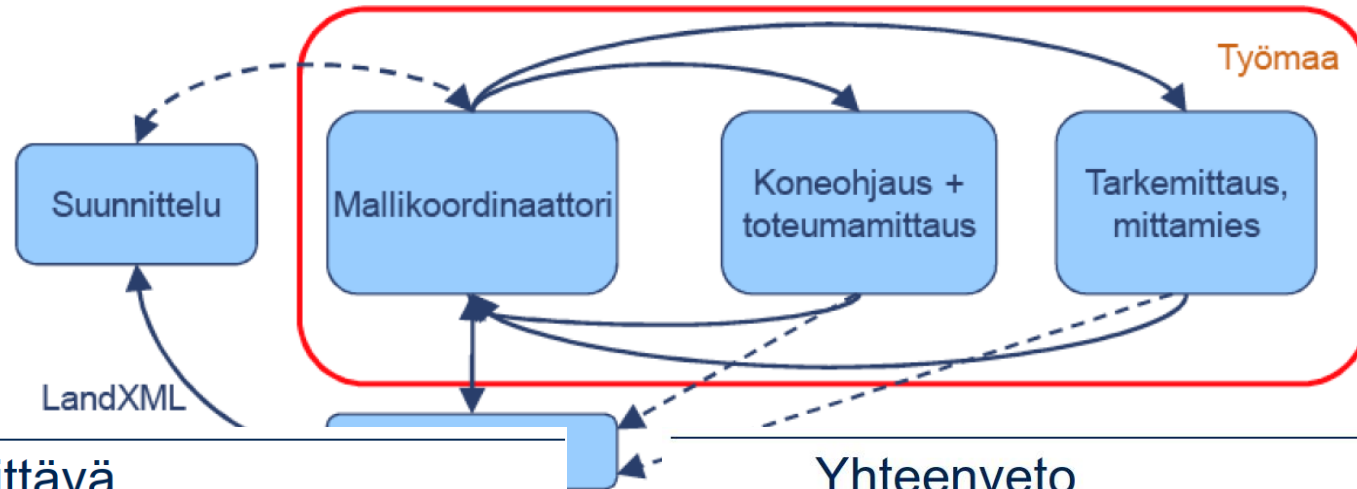 Työmaa
Suunnittelu
Mallikoordinaattori
Koneohjaus +
toteumamittaus
Tarkemittaus,
mittamies
LandXML
Yhteenveto